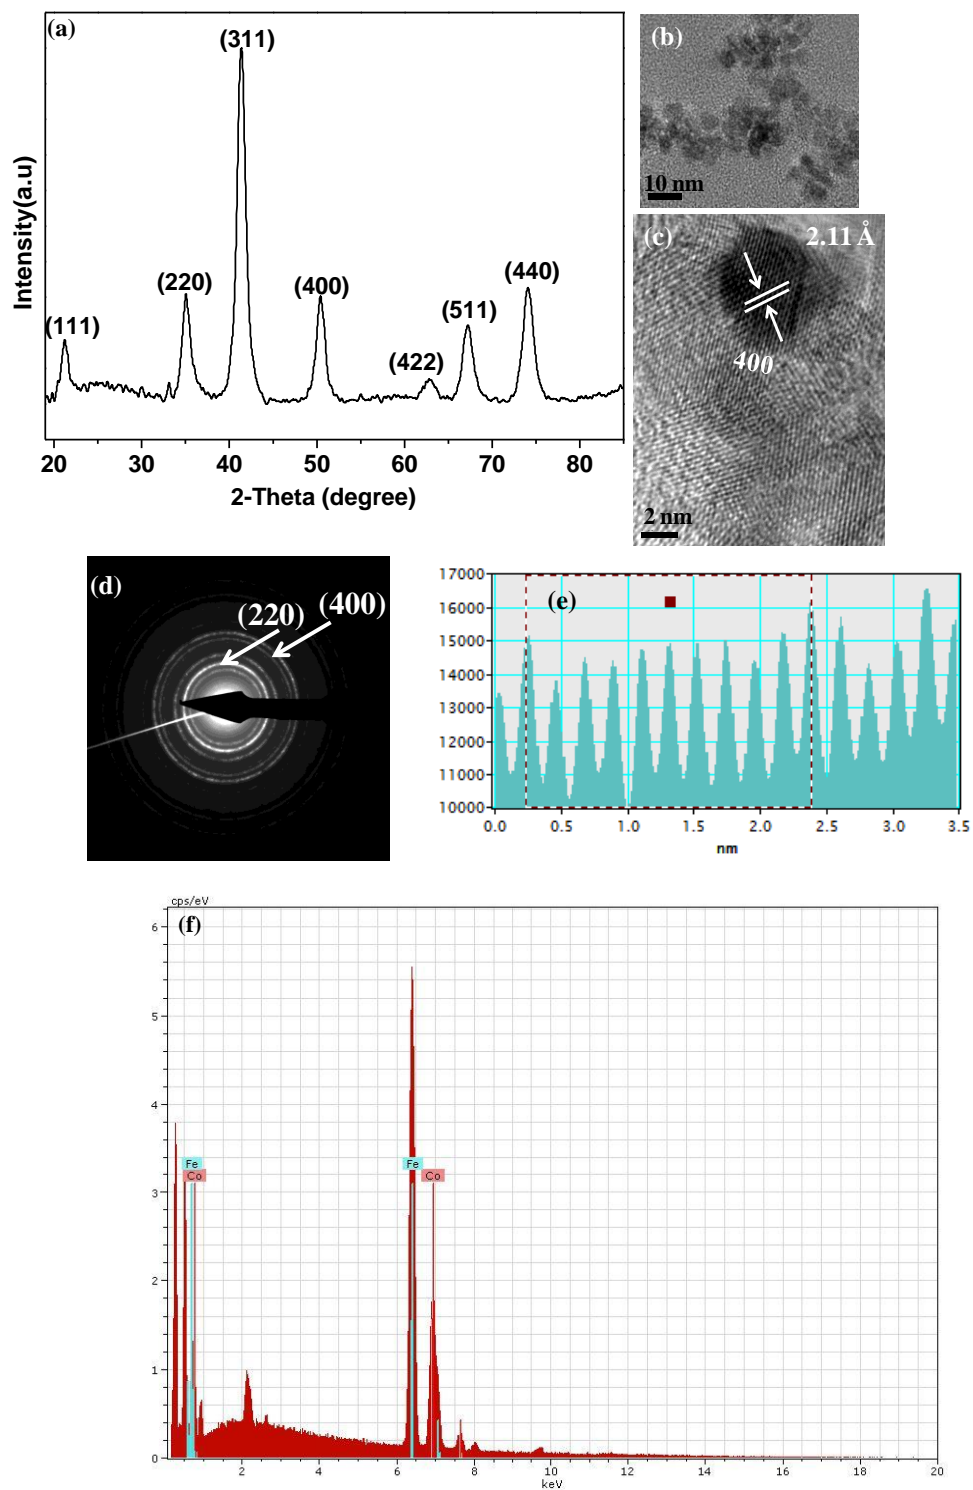 (a)
(111)
(220)
(311)
(400)
(422)
(511)
(440)
Intensity(a.u)
20 30 40 50 60 70 80
2-Theta (degree)
(b)
10 nm
(c)
2.11 Å
400
2 nm
(d)
(220)
(400)
(e)
17000
16000
15000
14000
13000
12000
11000
10000
0.0 0.5 1.0 1.5 2.0 2.5 3.0 3.5
nm
cps/eV
(f)
6
5
4
3
2
1
0
Fe
Co
Fe
Co
2 4 6 8 10 12 14 16 18 20
keV